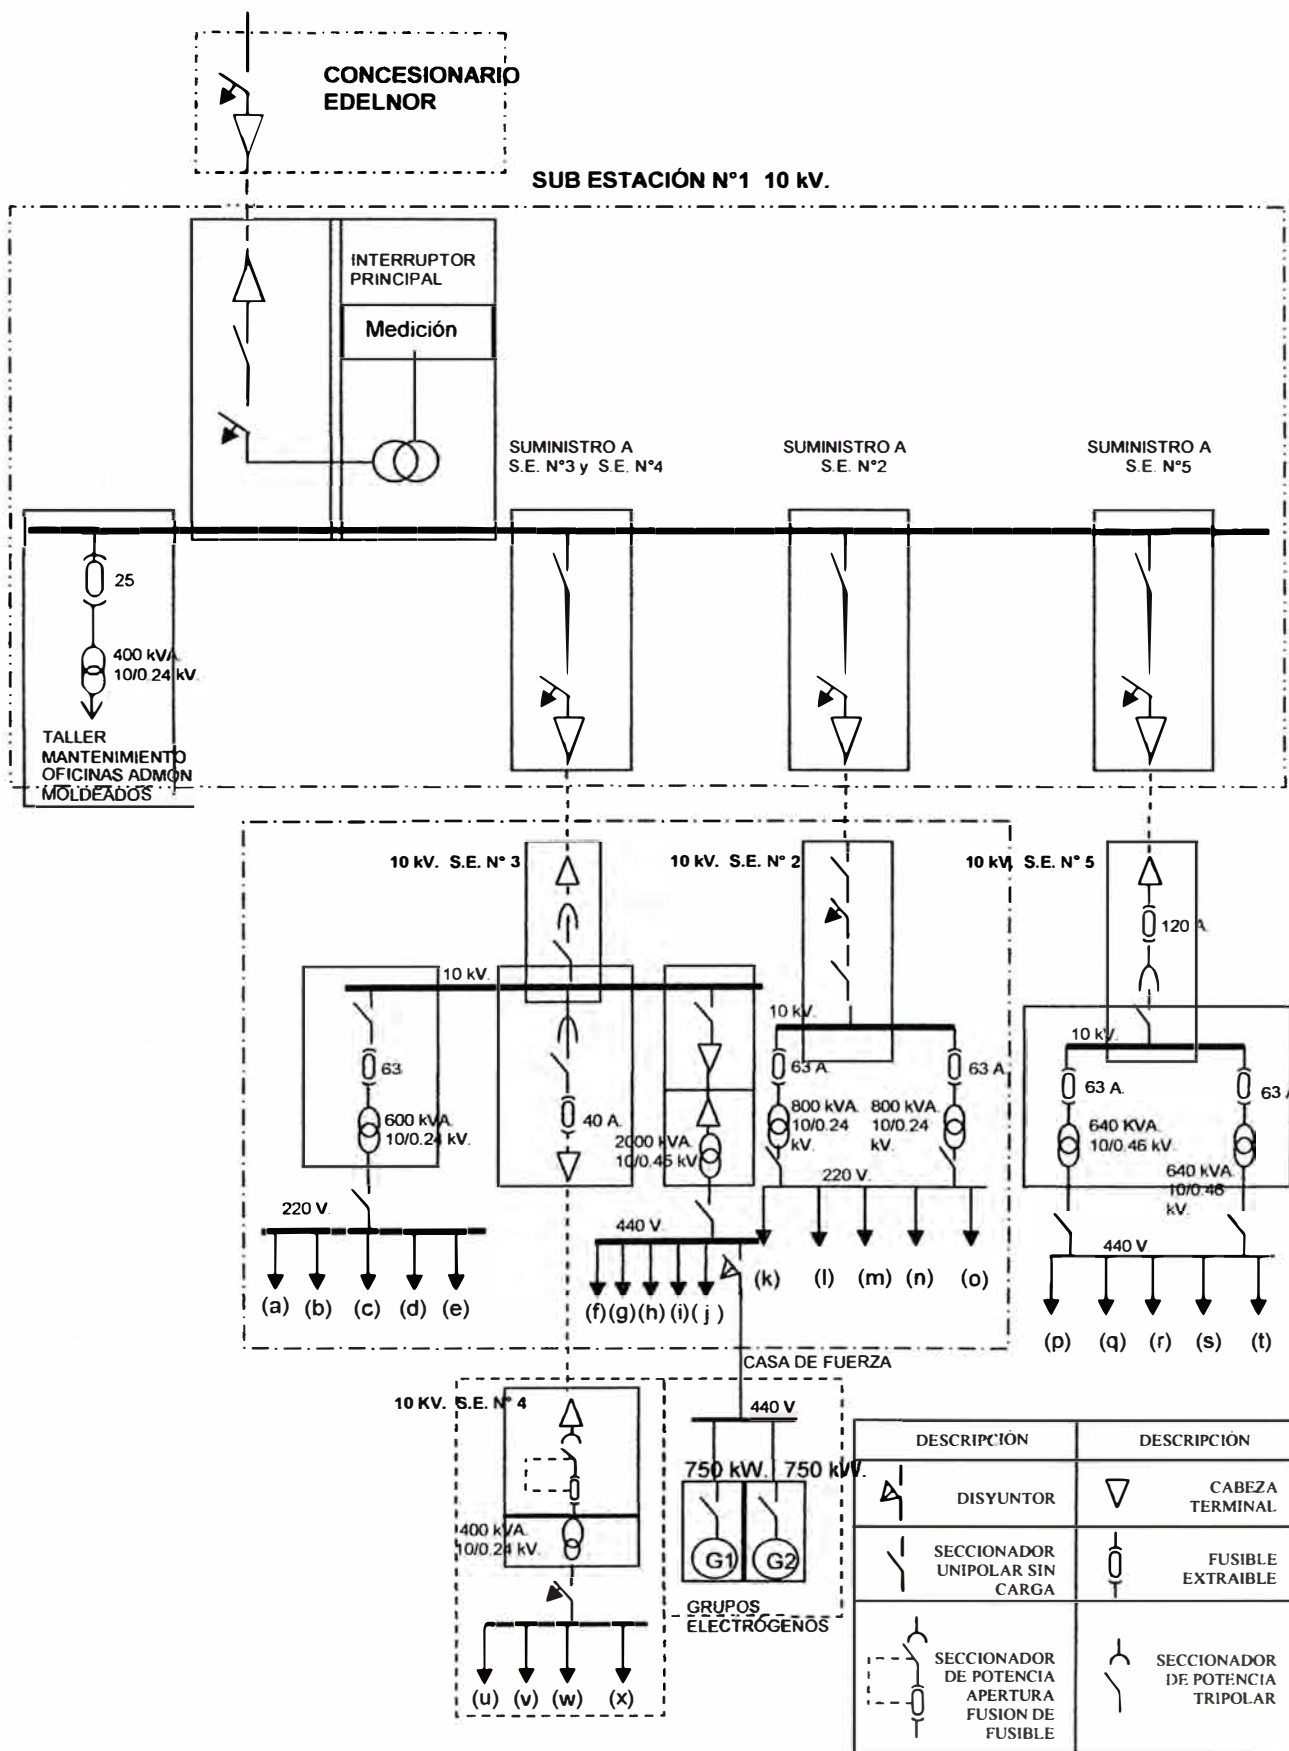 CONCESIONARIO
EDELNOR
SUB ESTACIÓN N°1 10 kV.
INTERRUPTOR
PRINCIPAL
Medición
SUMINISTRO A
S.E. N°3 y S.E. N°4
SUMINISTRO A
S.E. N°2
SUMINISTRO A
S.E. N°5
25
400 kVA.
10/0.24 kV.
TALLER
MANTENIMIENTO
OFICINAS ADMON
MOLDEADOS
10 kV. S.E. N° 3
10 kV. S.E. N° 2
10 kV. S.E. N° 5
120 A.
10 kV.
10 kV.
10 kV.
63
600 kVA.
10/0.24 kV.
40 A.
2000 kVA.
10/0.45 kV
63 A.
800 kVA.
10/0.24
kV.
63 A.
800 kVA.
10/0.24
kV.
63 A.
640 KVA.
10/0.46 kV.
63 A
640 kVA.
10/0.46
kV.
220 V.
220 V.
440 V.
440 V
(a) (b) (c) (d) (e)
(f) (g) (h) (i) ( j )
(k) (l) (m) (n) (o)
(p) (q) (r) (s) (t)
CASA DE FUERZA
10 KV. S.E. N° 4
440 V
750 kW. 750 kW.
400 kVA.
10/0.24 kV.
G1 G2
GRUPOS
ELECTRÓGENOS
(u) (v) (w) (x)
DESCRIPCIÓN
DESCRIPCIÓN
DISYUNTOR
CABEZA
TERMINAL
SECCIONADOR
UNIPOLAR SIN
CARGA
FUSIBLE
EXTRAIBLE
SECCIONADOR
DE POTENCIA
APERTURA
FUSION DE
FUSIBLE
SECCIONADOR
DE POTENCIA
TRIPOLAR